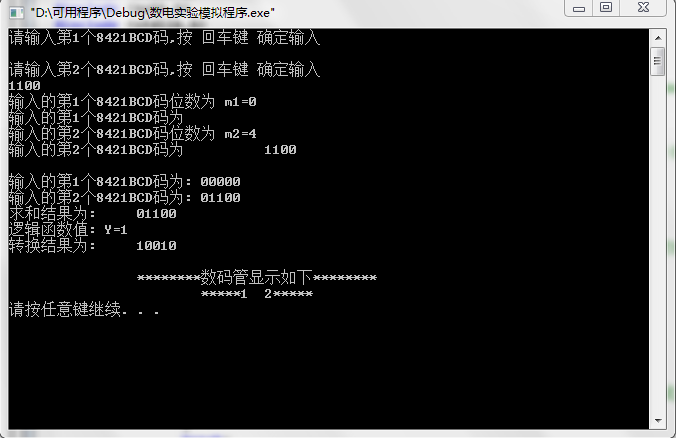 "D:\可用程序\Debug\数电实验模拟程序.exe"
请输入第1个8421BCD码,按 回车键 确定输入
请输入第2个8421BCD码,按 回车键 确定输入
1100
输入的第1个8421BCD码位数为 m1=0
输入的第1个8421BCD码为
输入的第2个8421BCD码位数为 m2=4
输入的第2个8421BCD码为 1100
输入的第1个8421BCD码为: 00000
输入的第2个8421BCD码为: 01100
求和结果为: 01100
逻辑函数值: Y=1
转换结果为: 10010
********数码管显示如下********
*****1 2*****
请按任意键继续. . .